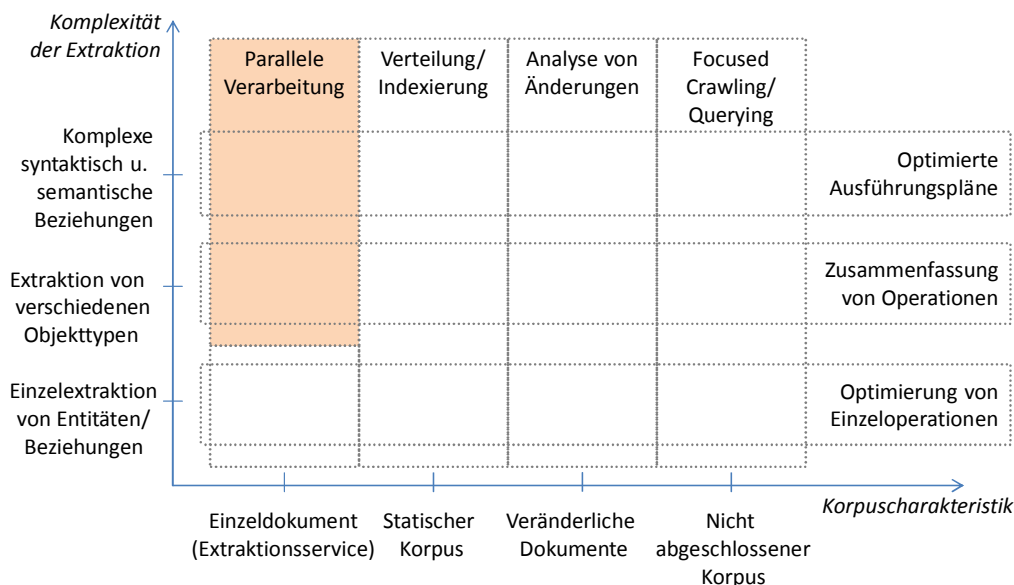 Komplexität
der Extraktion
Parallele
Verarbeitung
Verteilung/
Indexierung
Analyse von
Änderungen
Focused
Crawling/
Querying
Komplexe
syntaktisch u.
semantische
Beziehungen
Optimierte
Ausführungspläne
Extraktion von
verschiedenen
Objekttypen
Zusammenfassung
von Operationen
Einzelextraktion
von Entitäten/
Beziehungen
Optimierung von
Einzeloperationen
Korpuscharakteristik
Einzeldokument
(Extraktionsservice)
Statischer
Korpus
Veränderliche
Dokumente
Nicht
abgeschlossener
Korpus